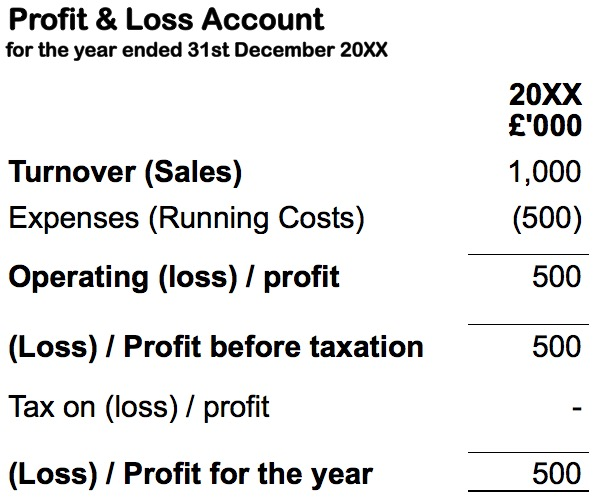 Profit & Loss Account
for the year ended 31st December 20XX
20XX
£'000
Turnover (Sales) 1,000
Expenses (Running Costs) (500)
Operating (loss) / profit 500
(Loss) / Profit before taxation 500
Tax on (loss) / profit -
(Loss) / Profit for the year 500